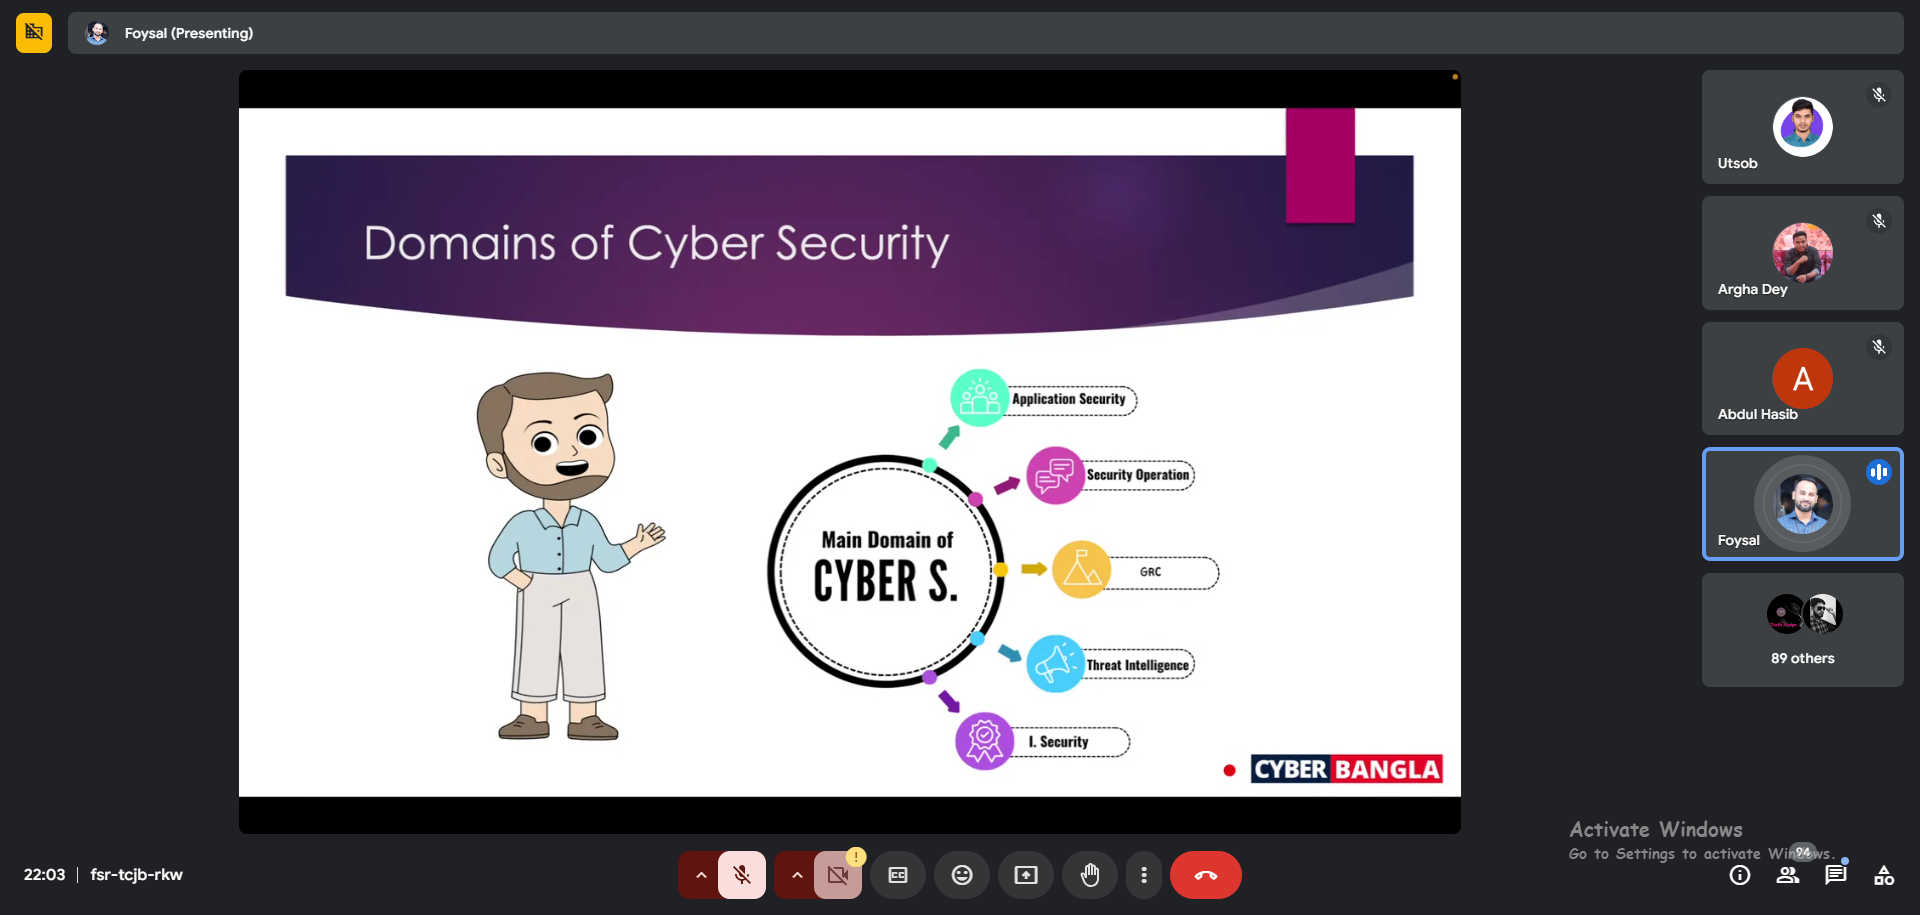 Foysal (Presenting)
Domains of Cyber Security
Main Domain of
CYBER S.
Application Security
Security Operation
GRC
Threat Intelligence
I. Security
CYBER BANGLA
Utsob
Argha Dey
A
Abdul Hasib
Foysal
89 others
Activate Windows
Go to Settings to activate Windows.
94
22:03 | fsr-tcjb-rkw